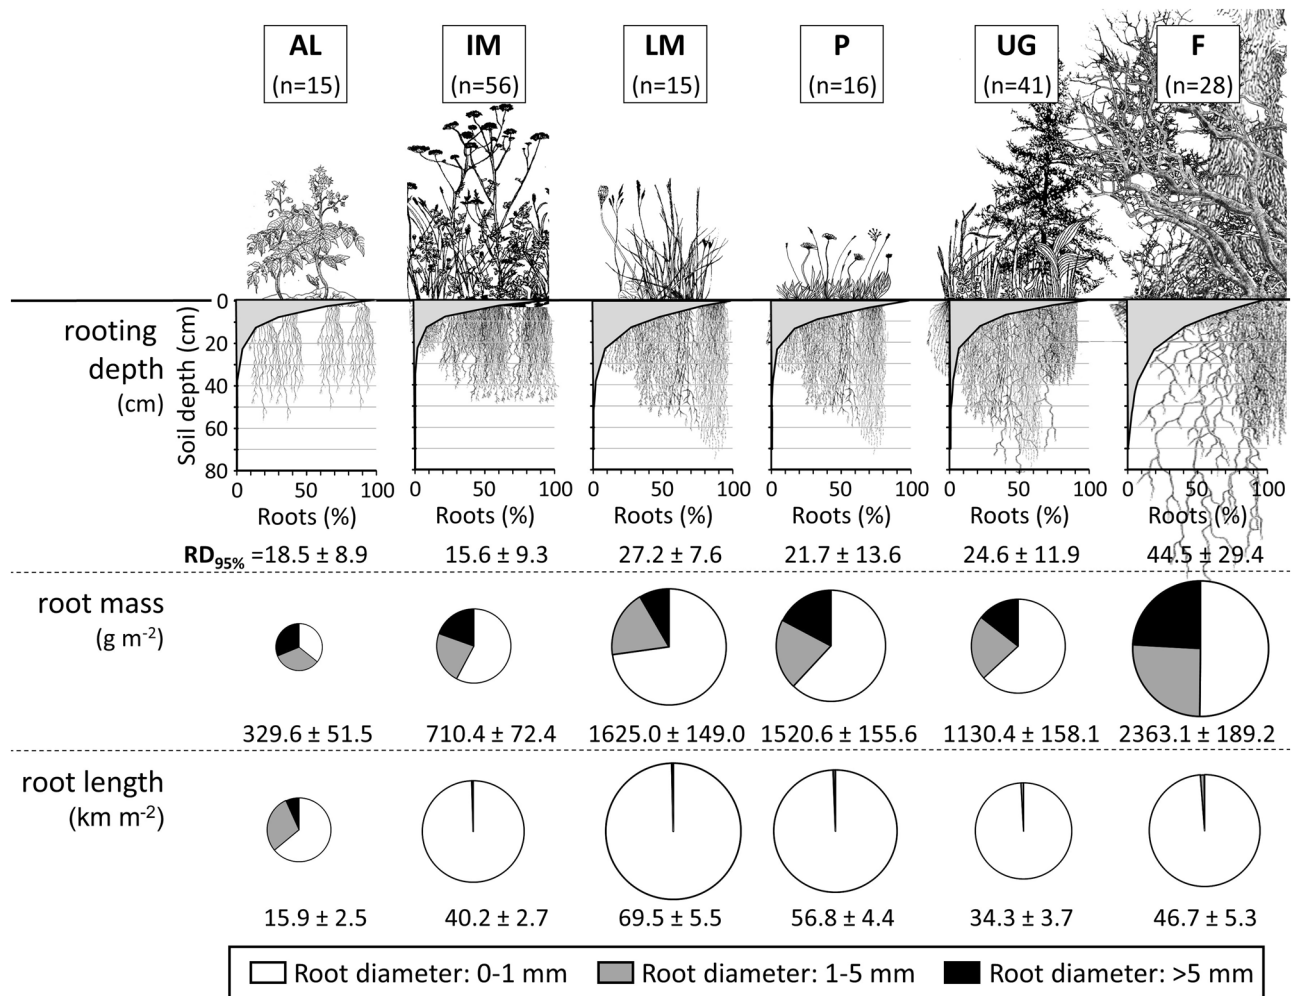 AL IM LM P UG F
(n=15) (n=56) (n=15) (n=16) (n=41) (n=28)
rooting
depth
(cm)
Soil depth (cm)
0
20
40
60
80
0 50 100 0 50 100 0 50 100 0 50 100 0 50 100 0 50 100
Roots (%) Roots (%) Roots (%) Roots (%) Roots (%) Roots (%)
RD95% =18.5 ± 8.9 15.6 ± 9.3 27.2 ± 7.6 21.7 ± 13.6 24.6 ± 11.9 44.5 ± 29.4
root mass
(g m-2)
329.6 ± 51.5 710.4 ± 72.4 1625.0 ± 149.0 1520.6 ± 155.6 1130.4 ± 158.1 2363.1 ± 189.2
root length
(km m-2)
15.9 ± 2.5 40.2 ± 2.7 69.5 ± 5.5 56.8 ± 4.4 34.3 ± 3.7 46.7 ± 5.3
Root diameter: 0-1 mm Root diameter: 1-5 mm Root diameter: >5 mm